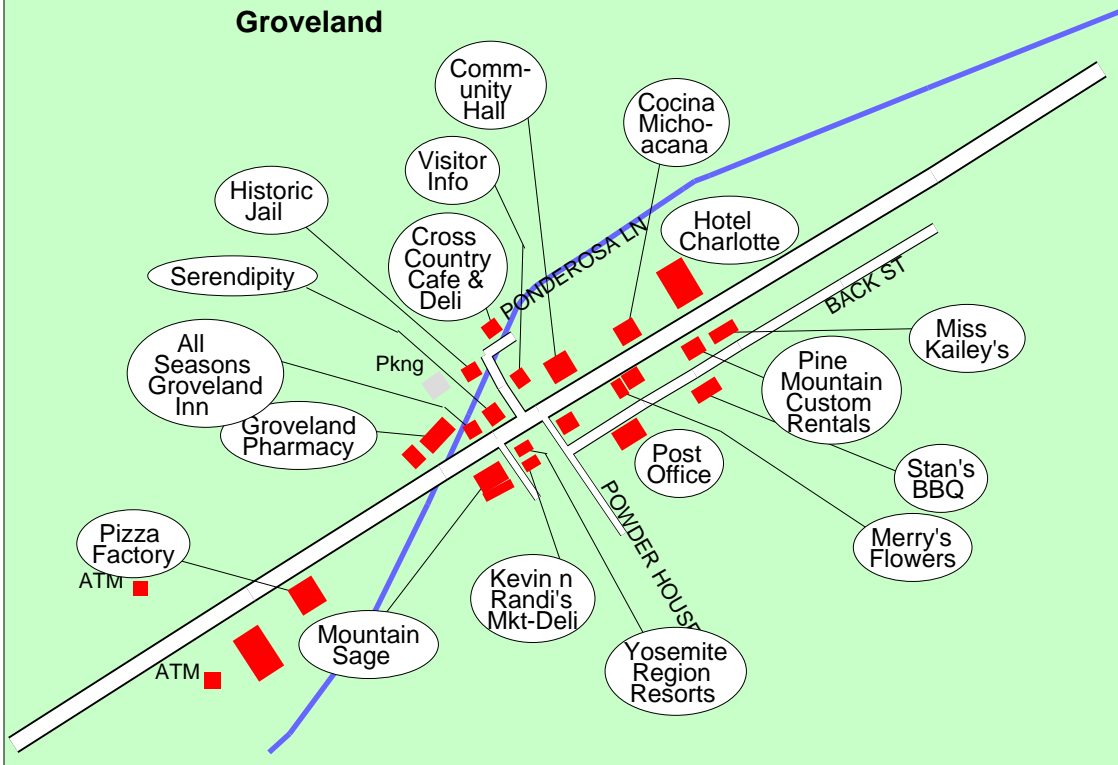 Groveland
Comm-
unity
Hall
Cocina
Micho-
acana
Visitor
Info
Historic
Jail
Hotel
Charlotte
Cross
Country
Cafe &
Deli
PONDEROSA LN
Serendipity
BACK ST
Miss
Kailey's
All
Seasons
Groveland
Inn
Pkng
Pine
Mountain
Custom
Rentals
Groveland
Pharmacy
Post
Office
Stan's
BBQ
POWDER HOUSE
Merry's
Flowers
Pizza
Factory
ATM
Kevin n
Randi's
Mkt-Deli
Mountain
Sage
Yosemite
Region
Resorts
ATM